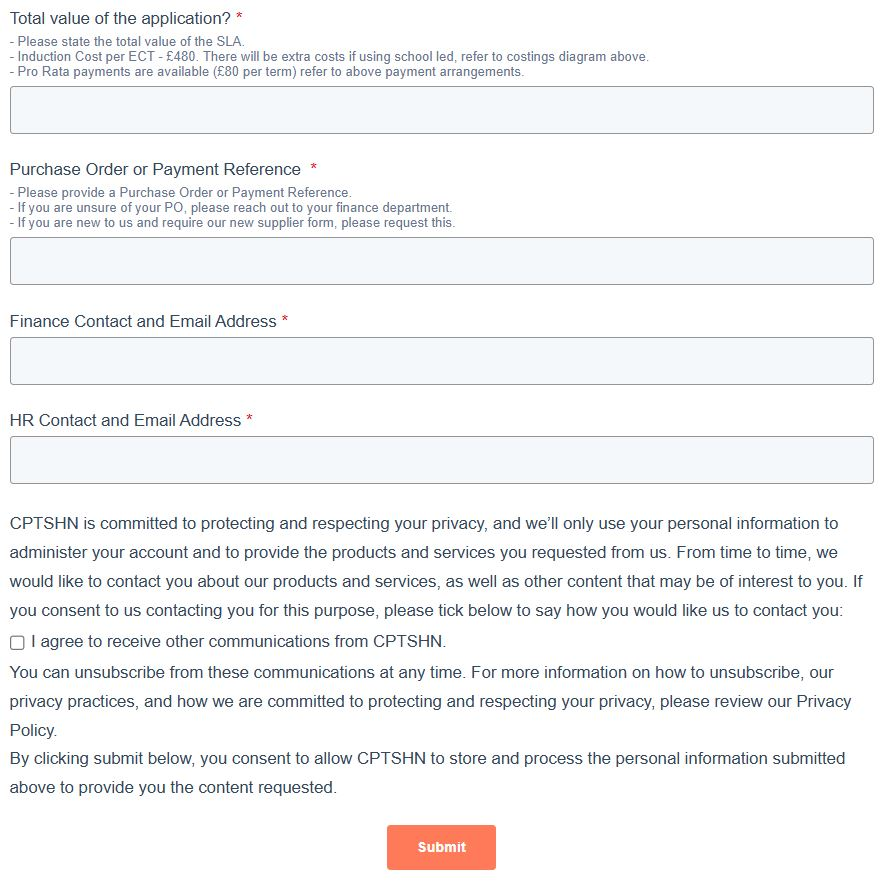 Total value of the application? *
- Please state the total value of the SLA.
- Induction Cost per ECT - £480. There will be extra costs if using school led, refer to costings diagram above.
- Pro Rata payments are available (£80 per term) refer to above payment arrangements.
Purchase Order or Payment Reference *
- Please provide a Purchase Order or Payment Reference.
- If you are unsure of your PO, please reach out to your finance department.
- If you are new to us and require our new supplier form, please request this.
Finance Contact and Email Address *
HR Contact and Email Address *
CPTSHN is committed to protecting and respecting your privacy, and we’ll only use your personal information to
administer your account and to provide the products and services you requested from us. From time to time, we
would like to contact you about our products and services, as well as other content that may be of interest to you. If
you consent to us contacting you for this purpose, please tick below to say how you would like us to contact you:
I agree to receive other communications from CPTSHN.
You can unsubscribe from these communications at any time. For more information on how to unsubscribe, our
privacy practices, and how we are committed to protecting and respecting your privacy, please review our Privacy
Policy.
By clicking submit below, you consent to allow CPTSHN to store and process the personal information submitted
above to provide you the content requested.
Submit